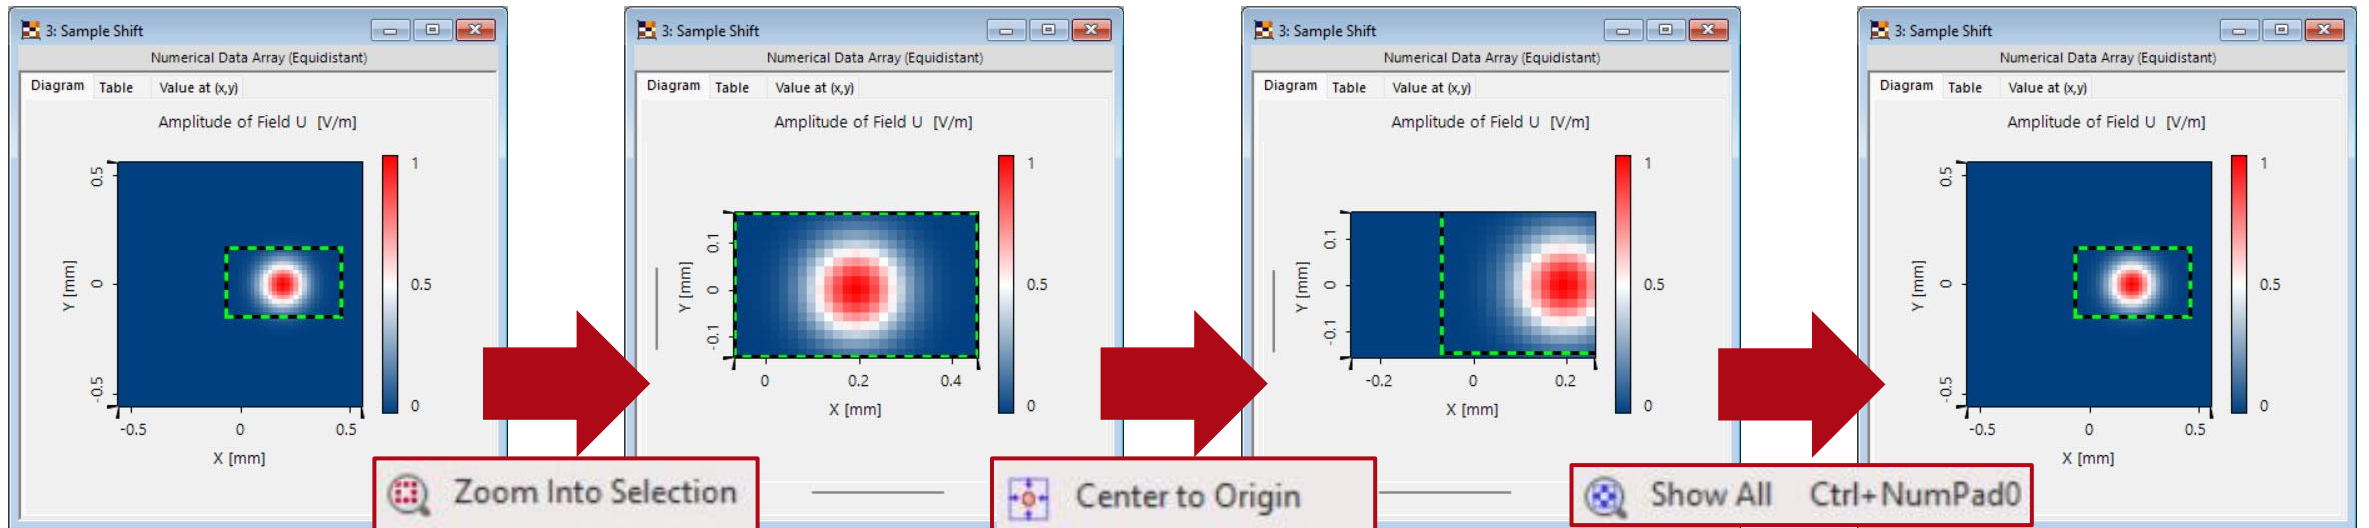 3: Sample Shift
Numerical Data Array (Equidistant)
Diagram Table Value at (x,y)
Amplitude of Field U [V/m]
0.5
0
-0.5
Y [mm]
-0.5 0 0.5
X [mm]
1
0.5
0
Zoom Into Selection
3: Sample Shift
Numerical Data Array (Equidistant)
Diagram Table Value at (x,y)
Amplitude of Field U [V/m]
0.1
0
-0.1
Y [mm]
0 0.2 0.4
X [mm]
1
0.5
0
Center to Origin
3: Sample Shift
Numerical Data Array (Equidistant)
Diagram Table Value at (x,y)
Amplitude of Field U [V/m]
0.1
0
-0.1
Y [mm]
-0.2 0 0.2
X [mm]
1
0.5
0
Show All Ctrl+NumPad0
3: Sample Shift
Numerical Data Array (Equidistant)
Diagram Table Value at (x,y)
Amplitude of Field U [V/m]
0.5
0
-0.5
Y [mm]
-0.5 0 0.5
X [mm]
1
0.5
0